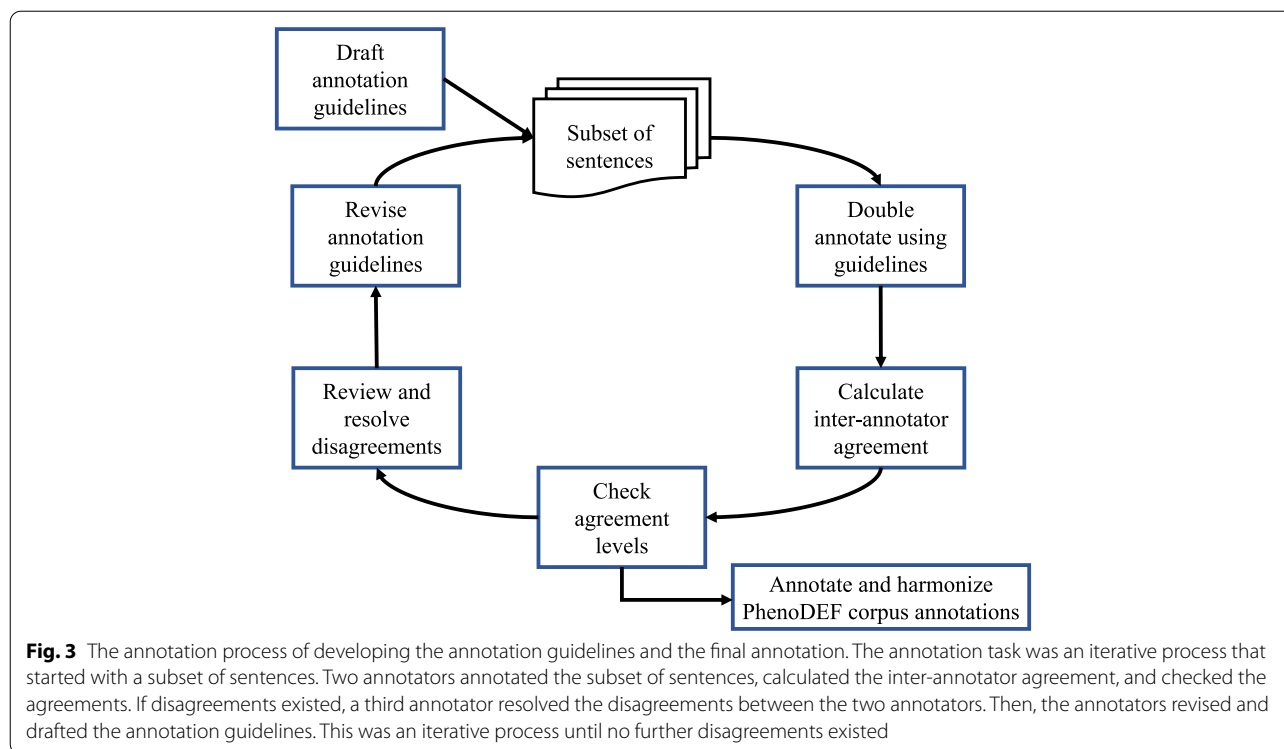 Draft
annotation
guidelines
Subset of
sentences
Revise
annotation
guidelines
Double
annotate using
guidelines
Review and
resolve
disagreements
Calculate
inter-annotator
agreement
Check
agreement
levels
Annotate and harmonize
PhenoDEF corpus annotations
Fig. 3 The annotation process of developing the annotation guidelines and the final annotation. The annotation task was an iterative process that
started with a subset of sentences. Two annotators annotated the subset of sentences, calculated the inter-annotator agreement, and checked the
agreements. If disagreements existed, a third annotator resolved the disagreements between the two annotators. Then, the annotators revised and
drafted the annotation guidelines. This was an iterative process until no further disagreements existed